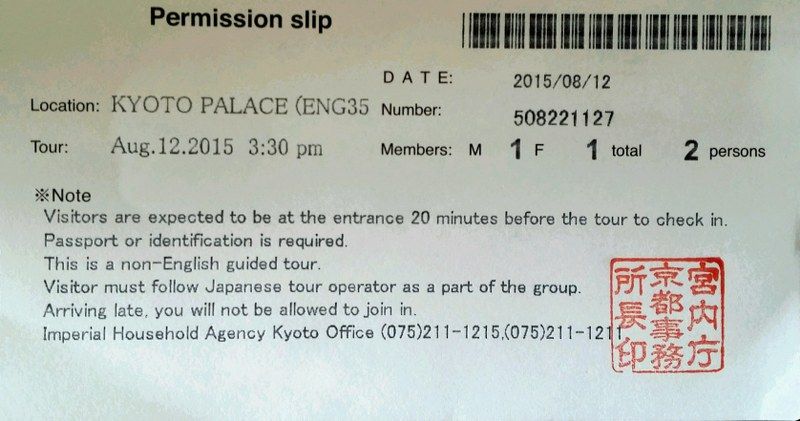 Permission slip
DATE: 2015/08/12
Location: KYOTO PALACE (ENG35 Number: 508221127
Tour: Aug.12.2015 3:30 pm Members: M 1 F 1 total 2 persons
※Note
Visitors are expected to be at the entrance 20 minutes before the tour to check in.
Passport or identification is required.
This is a non-English guided tour.
Visitor must follow Japanese tour operator as a part of the group.
Arriving late, you will not be allowed to join in.
Imperial Household Agency Kyoto Office (075)211-1215,(075)211-1211
宮内庁
京都事務
所長印